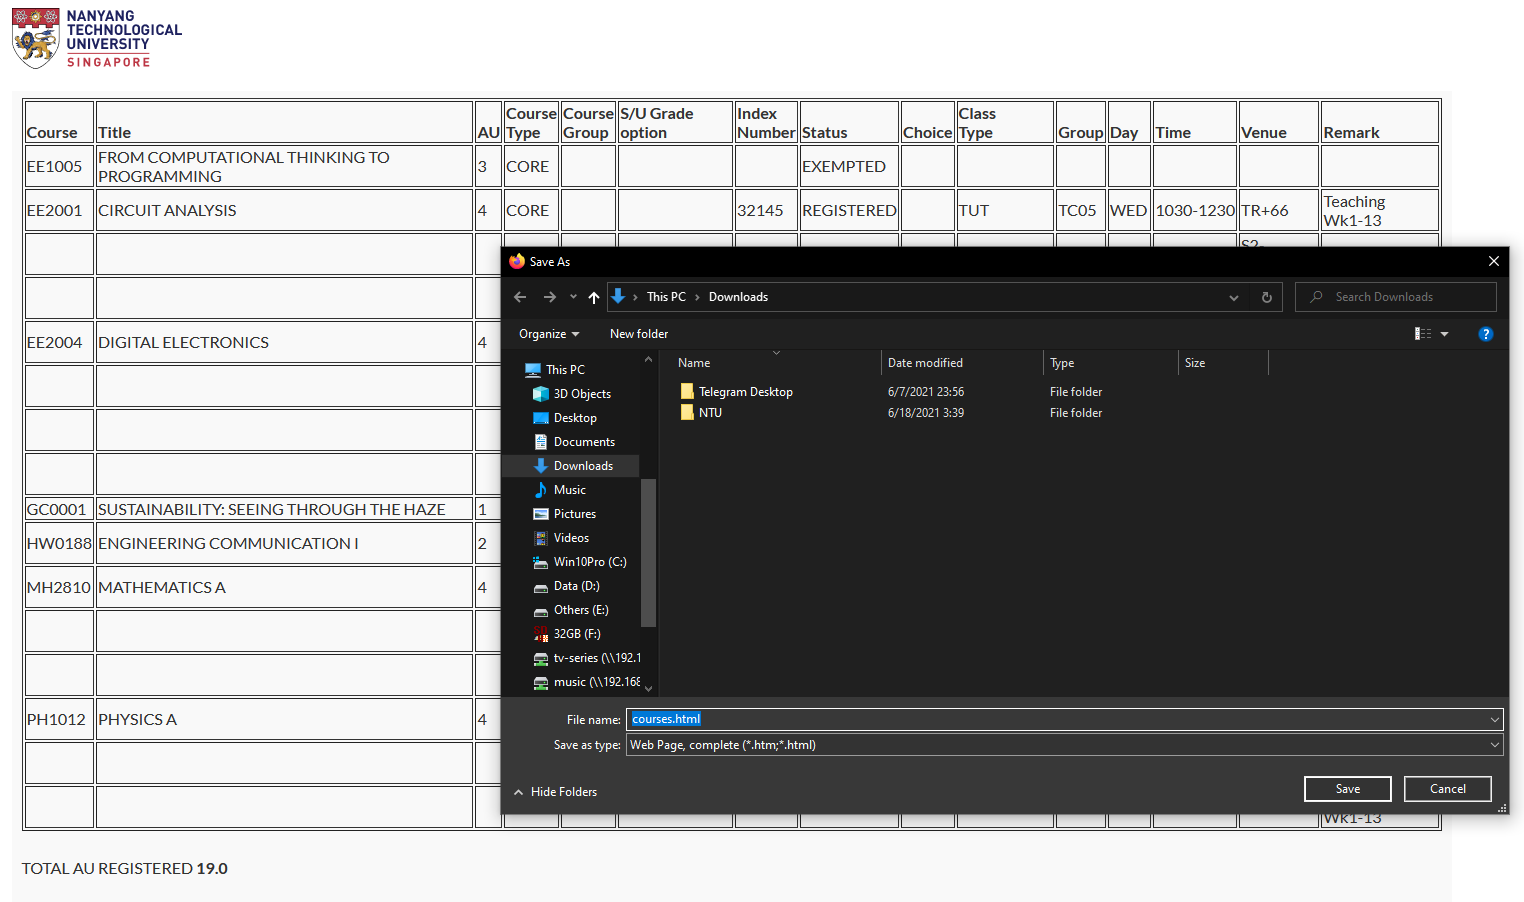 NANYANG
TECHNOLOGICAL
UNIVERSITY
SINGAPORE
Course Title AU Course Type Course Group S/U Grade option Index Number Status Choice Class Type Group Day Time Venue Remark
EE1005 FROM COMPUTATIONAL THINKING TO PROGRAMMING 3 CORE EXEMPTED
EE2001 CIRCUIT ANALYSIS 4 CORE 32145 REGISTERED TUT TC05 WED 1030-1230 TR+66 Teaching Wk1-13
EE2004 DIGITAL ELECTRONICS 4
GC0001 SUSTAINABILITY: SEEING THROUGH THE HAZE 1
HW0188 ENGINEERING COMMUNICATION I 2
MH2810 MATHEMATICS A 4
PH1012 PHYSICS A 4
Wk1-13
TOTAL AU REGISTERED 19.0
Save As
This PC > Downloads
Search Downloads
Organize New folder
?
Name Date modified Type Size
Telegram Desktop 6/7/2021 23:56 File folder
NTU 6/18/2021 3:39 File folder
This PC
3D Objects
Desktop
Documents
Downloads
Music
Pictures
Videos
Win10Pro (C:)
Data (D:)
Others (E:)
32GB (F:)
tv-series (\\192.1
music (\\192.168
File name: courses.html
Save as type: Web Page, complete (*.htm;*.html)
Hide Folders
Save Cancel